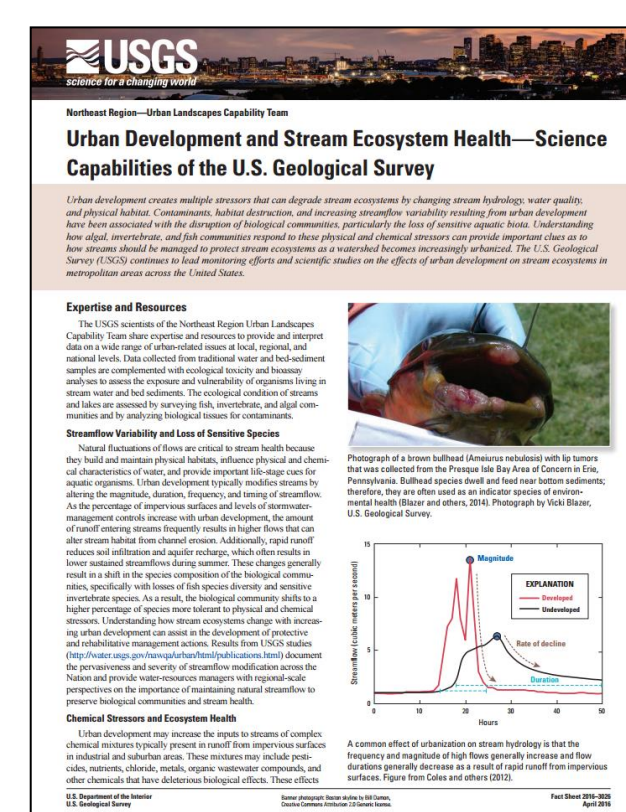 USGS
science for a changing world
Northeast Region—Urban Landscapes Capability Team
Urban Development and Stream Ecosystem Health—Science
Capabilities of the U.S. Geological Survey
Urban development creates multiple stressors that can degrade stream ecosystems by changing stream hydrology, water quality,
and physical habitat. Contaminants, habitat destruction, and increasing streamflow variability resulting from urban development
have been associated with the disruption of biological communities, particularly the loss of sensitive aquatic biota. Understanding
how algal, invertebrate, and fish communities respond to these physical and chemical stressors can provide important clues as to
how streams should be managed to protect stream ecosystems as a watershed becomes increasingly urbanized. The U.S. Geological
Survey (USGS) continues to lead monitoring efforts and scientific studies on the effects of urban development on stream ecosystems in
metropolitan areas across the United States.
Expertise and Resources
The USGS scientists of the Northeast Region Urban Landscapes
Capability Team share expertise and resources to provide and interpret
data on a wide range of urban-related issues at local, regional, and
national levels. Data collected from traditional water and bed-sediment
samples are complemented with ecological toxicity and bioassay
analyses to assess the exposure and vulnerability of organisms living in
stream water and bed sediments. The ecological condition of streams
and lakes are assessed by surveying fish, invertebrate, and algal com-
munities and by analyzing biological tissues for contaminants.
Streamflow Variability and Loss of Sensitive Species
Natural fluctuations of flows are critical to stream health because
they build and maintain physical habitats, influence physical and chemi-
cal characteristics of water, and provide important life-stage cues for
aquatic organisms. Urban development typically modifies streams by
altering the magnitude, duration, frequency, and timing of streamflow.
As the percentage of impervious surfaces and levels of stormwater-
management controls increase with urban development, the amount
of runoff entering streams frequently results in higher flows that can
alter stream habitat from channel erosion. Additionally, rapid runoff
reduces soil infiltration and aquifer recharge, which often results in
lower sustained streamflows during summer. These changes generally
result in a shift in the species composition of the biological commu-
nities, specifically with losses of fish species diversity and sensitive
invertebrate species. As a result, the biological community shifts to a
higher percentage of species more tolerant to physical and chemical
stressors. Understanding how stream ecosystems change with increas-
ing urban development can assist in the development of protective
and rehabilitative management actions. Results from USGS studies
(http://water.usgs.gov/nawqa/urban/html/publications.html) document
the pervasiveness and severity of streamflow modification across the
Nation and provide water-resources managers with regional-scale
perspectives on the importance of maintaining natural streamflow to
preserve biological communities and stream health.
Chemical Stressors and Ecosystem Health
Urban development may increase the inputs to streams of complex
chemical mixtures typically present in runoff from impervious surfaces
in industrial and suburban areas. These mixtures may include pesti-
cides, nutrients, chloride, metals, organic wastewater compounds, and
other chemicals that have deleterious biological effects. These effects
Photograph of a brown bullhead (Ameiurus nebulosis) with lip tumors
that was collected from the Presque Isle Bay Area of Concern in Erie,
Pennsylvania. Bullhead species dwell and feed near bottom sediments;
therefore, they are often used as an indicator species of environ-
mental health (Blazer and others, 2014). Photograph by Vicki Blazer,
U.S. Geological Survey.
Streamflow (cubic meters per second)
15
10
5
0
0 10 20 30 40 50
Hours
Magnitude
EXPLANATION
Developed
Undeveloped
Rate of decline
Duration
A common effect of urbanization on stream hydrology is that the
frequency and magnitude of high flows generally increase and flow
durations generally decrease as a result of rapid runoff from impervious
surfaces. Figure from Coles and others (2012).
U.S. Department of the Interior
U.S. Geological Survey
Banner photograph: Boston skyline by Bill Damon,
Creative Commons Attribution 2.0 Generic license.
Fact Sheet 2016–3026
April 2016